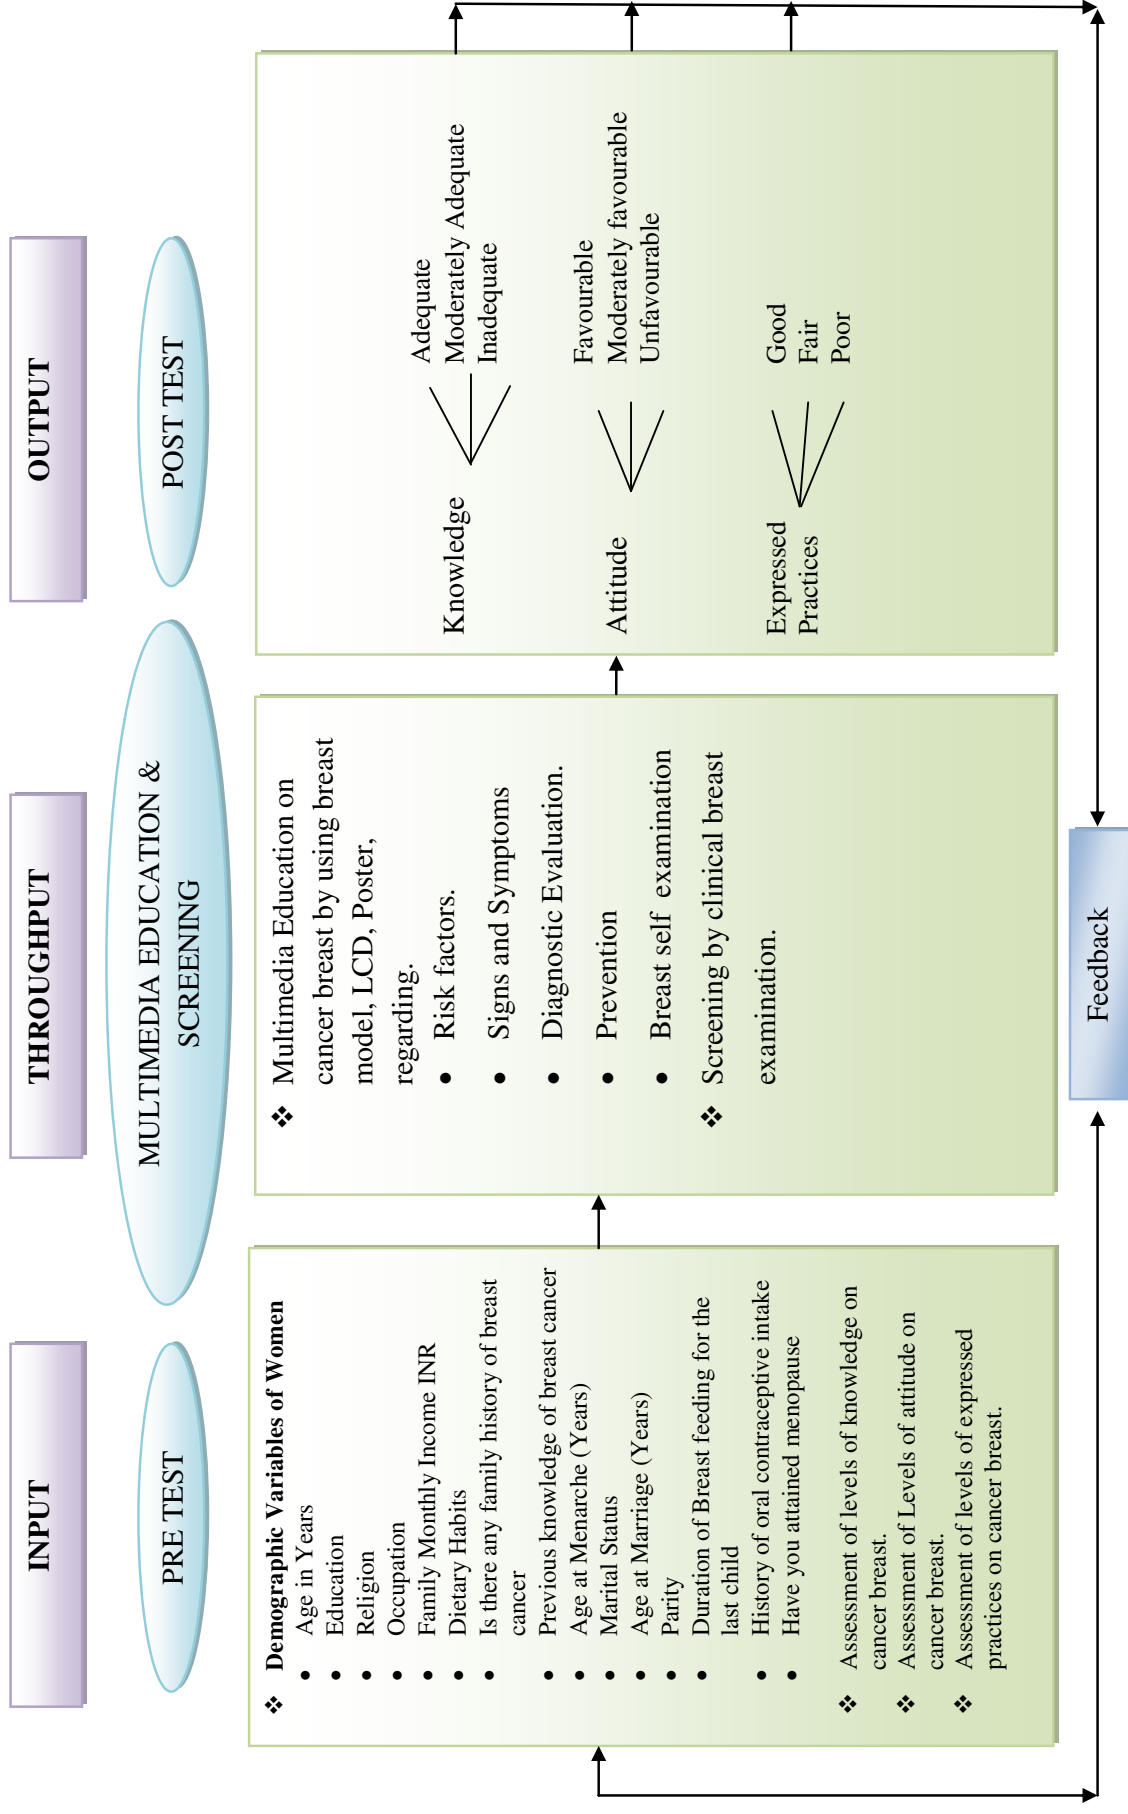 INPUT
PRE TEST
❖ Demographic Variables of Women
• Age in Years
• Education
• Religion
• Occupation
• Family Monthly Income INR
• Dietary Habits
• Is there any family history of breast
cancer
• Previous knowledge of breast cancer
• Age at Menarche (Years)
• Marital Status
• Age at Marriage (Years)
• Parity
• Duration of Breast feeding for the
last child
• History of oral contraceptive intake
• Have you attained menopause
❖ Assessment of levels of knowledge on
cancer breast.
❖ Assessment of Levels of attitude on
cancer breast.
❖ Assessment of levels of expressed
practices on cancer breast.
THROUGHPUT
MULTIMEDIA EDUCATION &
SCREENING
❖ Multimedia Education on
cancer breast by using breast
model, LCD, Poster,
regarding.
• Risk factors.
• Signs and Symptoms
• Diagnostic Evaluation.
• Prevention
• Breast self examination
❖ Screening by clinical breast
examination.
OUTPUT
POST TEST
Knowledge
Adequate
Moderately Adequate
Inadequate
Attitude
Favourable
Moderately favourable
Unfavourable
Expressed
Practices
Good
Fair
Poor
Feedback